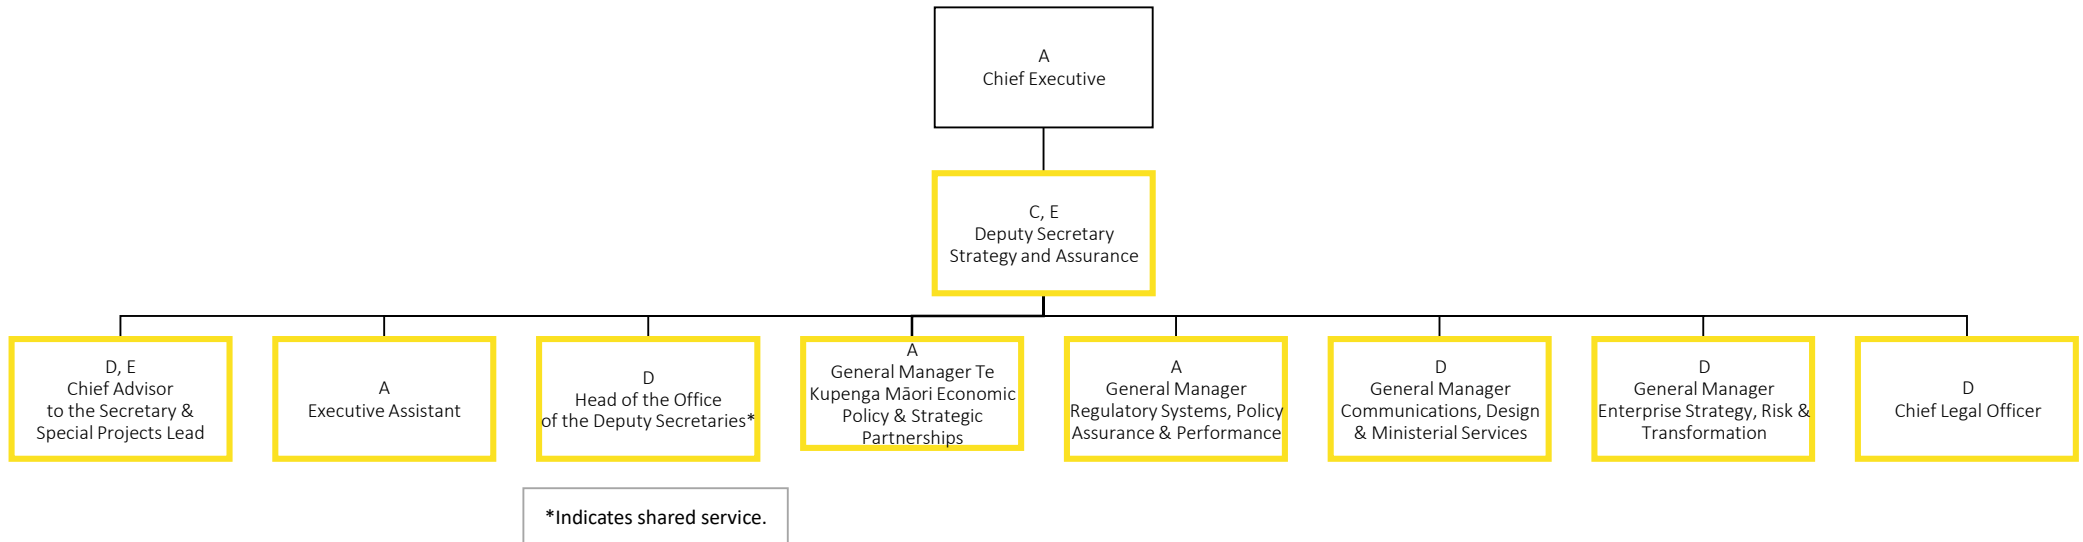 A
Chief Executive
C, E
Deputy Secretary
Strategy and Assurance
D, E
Chief Advisor
to the Secretary &
Special Projects Lead
A
Executive Assistant
D
Head of the Office
of the Deputy Secretaries*
A
General Manager Te
Kupenga Māori Economic
Policy & Strategic
Partnerships
A
General Manager
Regulatory Systems, Policy
Assurance & Performance
D
General Manager
Communications, Design
& Ministerial Services
D
General Manager
Enterprise Strategy, Risk &
Transformation
D
Chief Legal Officer
*Indicates shared service.